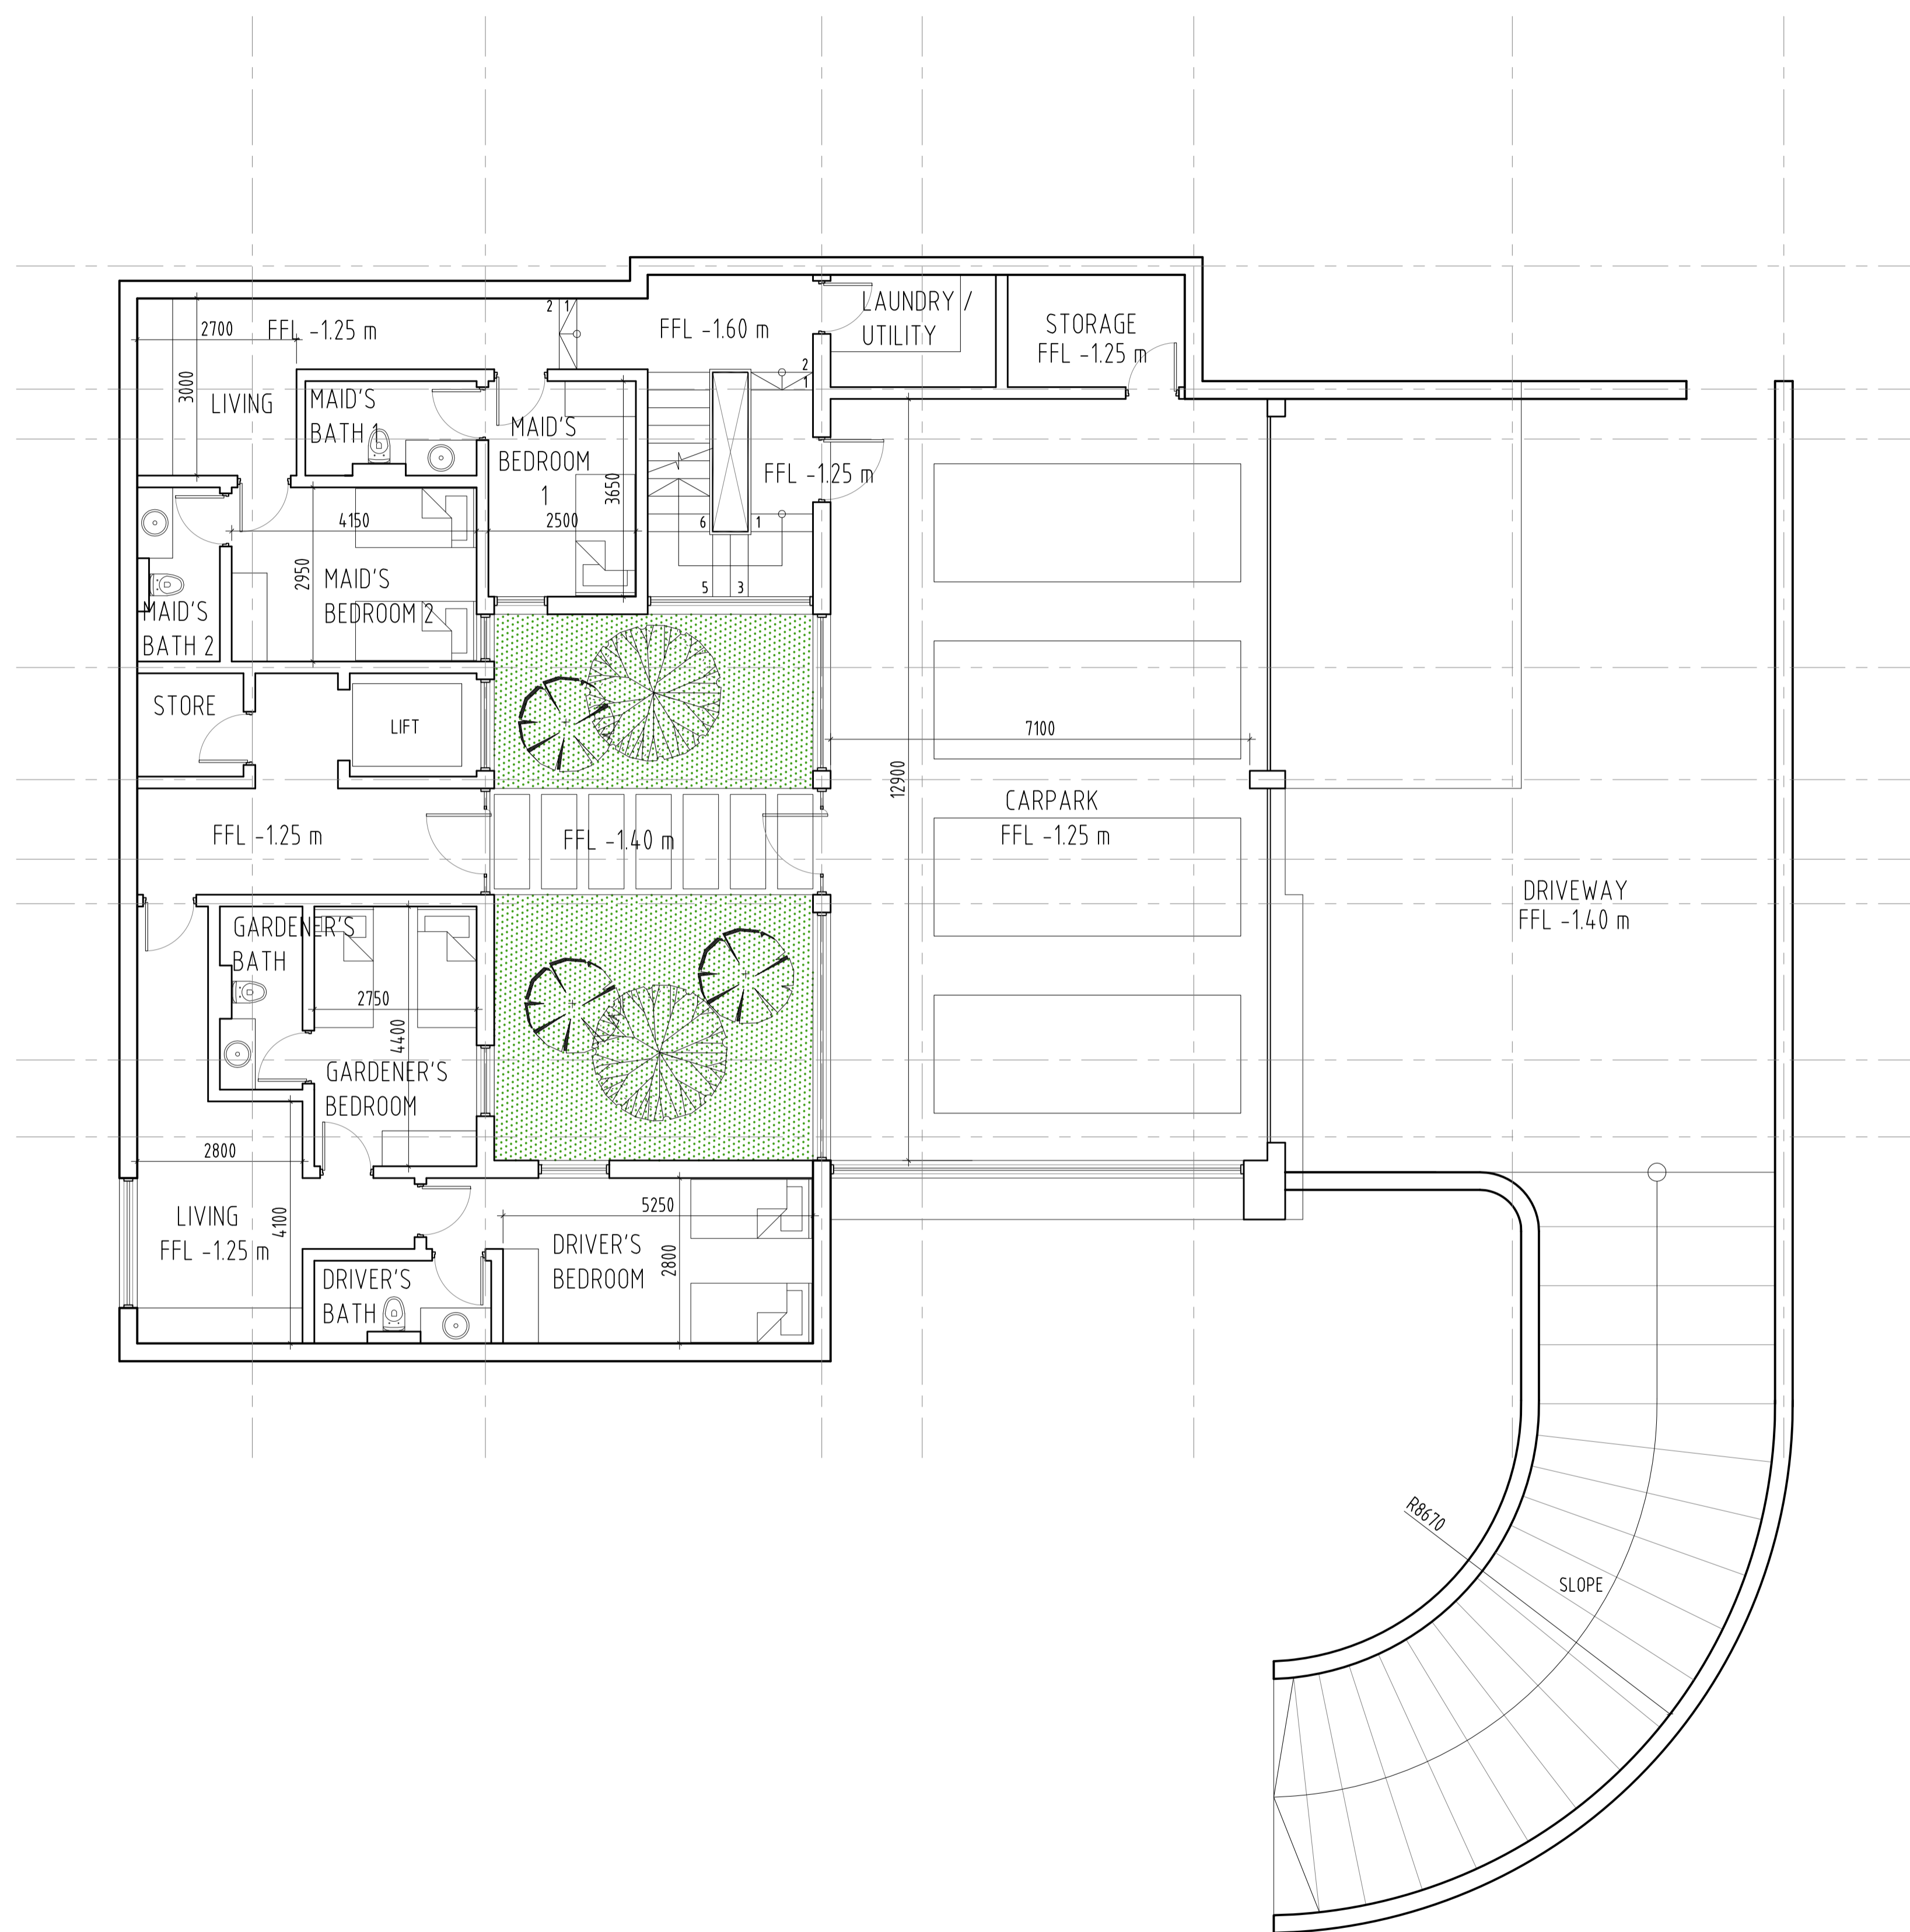 2 1
LAUNDRY /
UTILITY
2700
FFL -1.25 m
FFL -1.60 m
STORAGE
FFL -1.25 m
3000
LIVING
MAID'S
BATH 1
MAID'S
BEDROOM
1
2
1
3650
FFL -1.25 m
4150
2500
6
1
5
3
2950
MAID'S
BEDROOM 2
MAID'S
BATH 2
STORE
LIFT
7100
12900
CARPARK
FFL -1.25 m
FFL -1.25 m
FFL -1.40 m
DRIVEWAY
FFL -1.40 m
GARDENER'S
BATH
2750
4400
GARDENER'S
BEDROOM
2800
LIVING
FFL -1.25 m
4100
5250
DRIVER'S
BEDROOM
2800
DRIVER'S
BATH
R8670
SLOPE